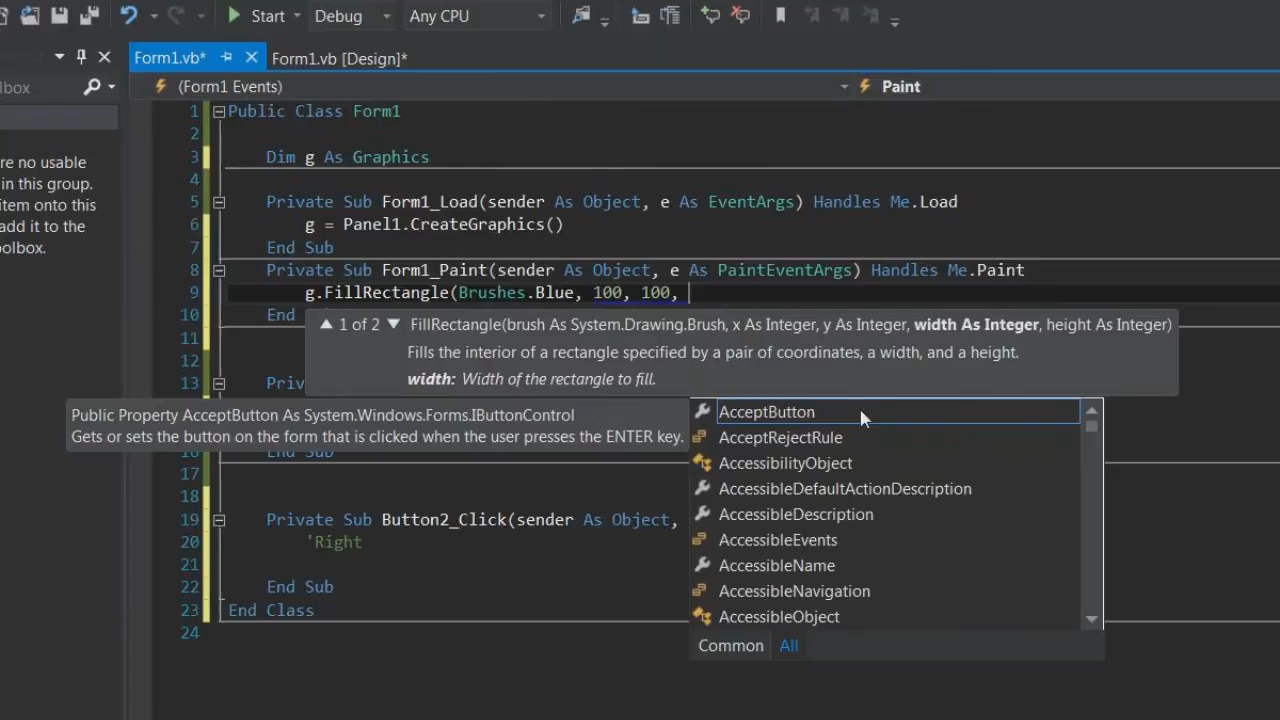 Start Debug Any CPU
Form1.vb* Form1.vb [Design]*
lbox
(Form1 Events) Paint
re no usable
in this group.
item onto this
add it to the
oolbox.
1 Public Class Form1
2
3 Dim g As Graphics
4
5 Private Sub Form1_Load(sender As Object, e As EventArgs) Handles Me.Load
6 g = Panel1.CreateGraphics()
7 End Sub
8 Private Sub Form1_Paint(sender As Object, e As PaintEventArgs) Handles Me.Paint
9 g.FillRectangle(Brushes.Blue, 100, 100,
10 End
1 of 2 FillRectangle(brush As System.Drawing.Brush, x As Integer, y As Integer, width As Integer, height As Integer)
11
Fills the interior of a rectangle specified by a pair of coordinates, a width, and a height.
12
width: Width of the rectangle to fill.
13 Priv
Public Property AcceptButton As System.Windows.Forms.IButtonControl
Gets or sets the button on the form that is clicked when the user presses the ENTER key.
AcceptButton
AcceptRejectRule
AccessibilityObject
AccessibleDefaultActionDescription
AccessibleDescription
AccessibleEvents
AccessibleName
AccessibleNavigation
AccessibleObject
Common All
17
18
19 Private Sub Button2_Click(sender As Object,
20 'Right
21
22 End Sub
23 End Class
24